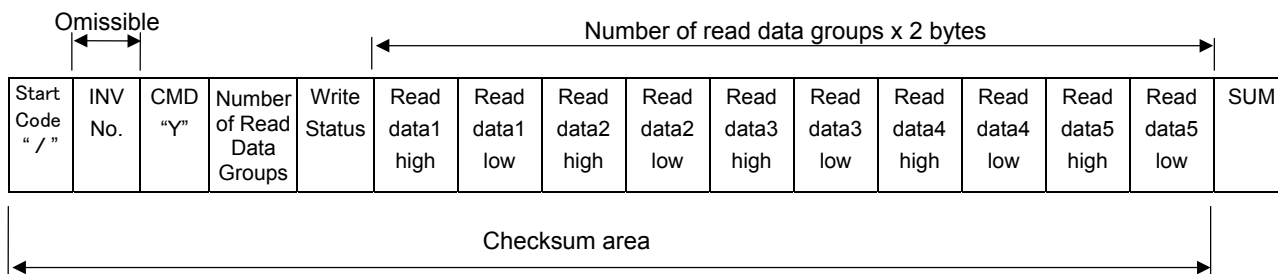 Omissible
Number of read data groups x 2 bytes
Start Code “ / ”
INV No.
CMD “Y”
Number of Read Data Groups
Write Status
Read data1 high
Read data1 low
Read data2 high
Read data2 low
Read data3 high
Read data3 low
Read data4 high
Read data4 low
Read data5 high
Read data5 low
SUM
Checksum area